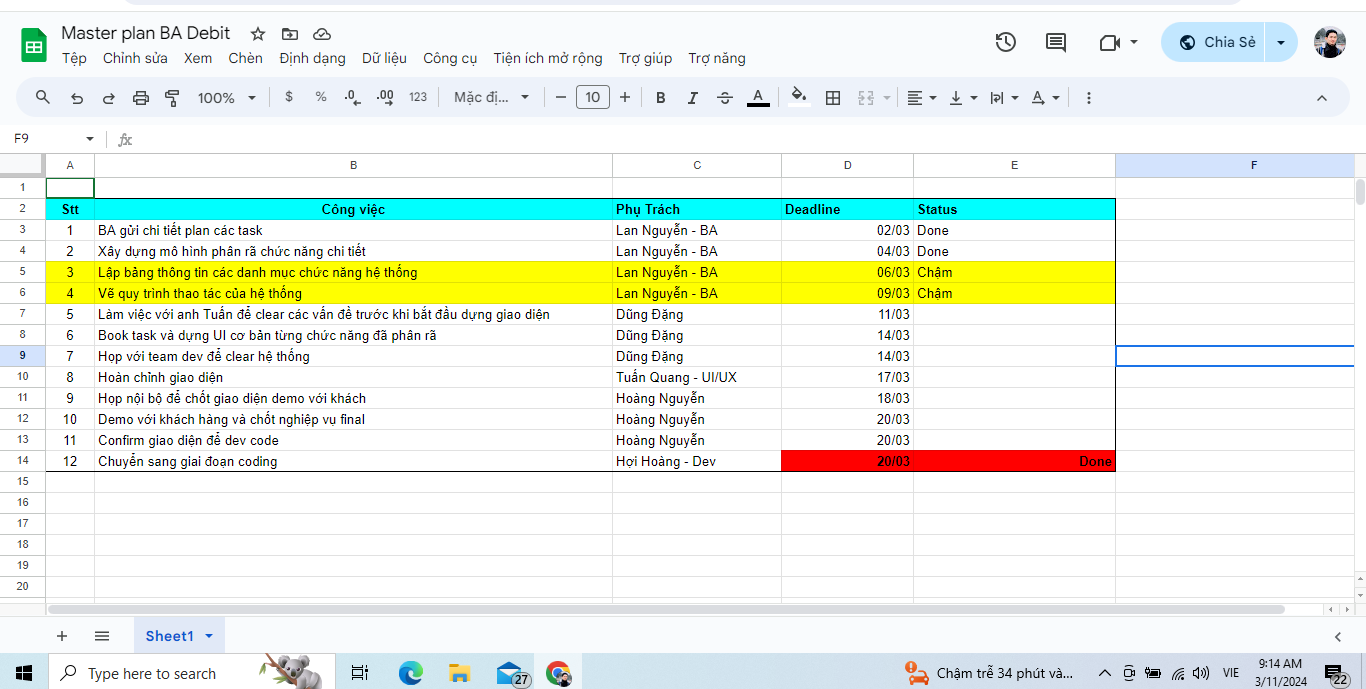 Master plan BA Debit
Tệp Chỉnh sửa Xem Chèn Định dạng Dữ liệu Công cụ Tiện ích mở rộng Trợ giúp Trợ năng
Chia Sẻ
100% $ % .0 .00 123 Mặc đị... 10 B I A A
F9 fx
A B C D E F
1
2 Stt Công việc Phụ Trách Deadline Status
3 1 BA gửi chi tiết plan các task Lan Nguyễn - BA 02/03 Done
4 2 Xây dựng mô hình phân rã chức năng chi tiết Lan Nguyễn - BA 04/03 Done
5 3 Lập bảng thông tin các danh mục chức năng hệ thống Lan Nguyễn - BA 06/03 Chậm
6 4 Vẽ quy trình thao tác của hệ thống Lan Nguyễn - BA 09/03 Chậm
7 5 Làm việc với anh Tuấn để clear các vấn đề trước khi bắt đầu dựng giao diện Dũng Đặng 11/03
8 6 Book task và dựng UI cơ bản từng chức năng đã phân rã Dũng Đặng 14/03
9 7 Họp với team dev để clear hệ thống Dũng Đặng 14/03
10 8 Hoàn chỉnh giao diện Tuấn Quang - UI/UX 17/03
11 9 Họp nội bộ để chốt giao diện demo với khách Hoàng Nguyễn 18/03
12 10 Demo với khách hàng và chốt nghiệp vụ final Hoàng Nguyễn 20/03
13 11 Confirm giao diện để dev code Hoàng Nguyễn 20/03
14 12 Chuyển sang giai đoạn coding Hợi Hoàng - Dev 20/03 Done
15
16
17
18
19
20
Sheet1
Type here to search
27
Chậm trễ 34 phút và...
VIE
9:14 AM
3/11/2024
22